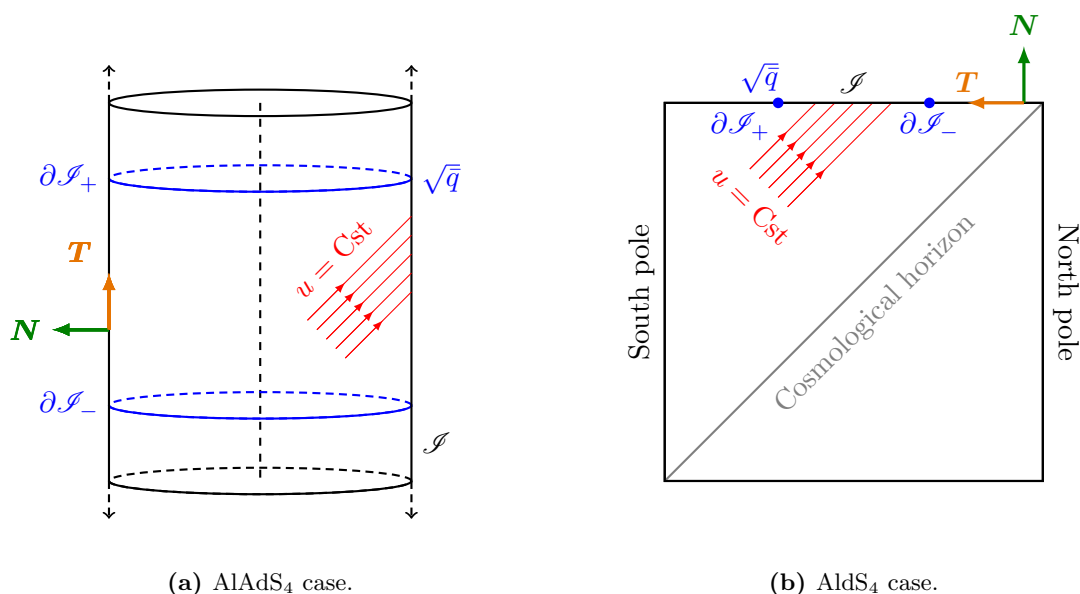 ∂ℐ₊
√q̄
T
N
u = Cst
∂ℐ₋
ℐ
(a) AlAdS₄ case.
N
√q̄
ℐ
T
∂ℐ₊
∂ℐ₋
u = Cst
South pole
Cosmological horizon
North pole
(b) AldS₄ case.